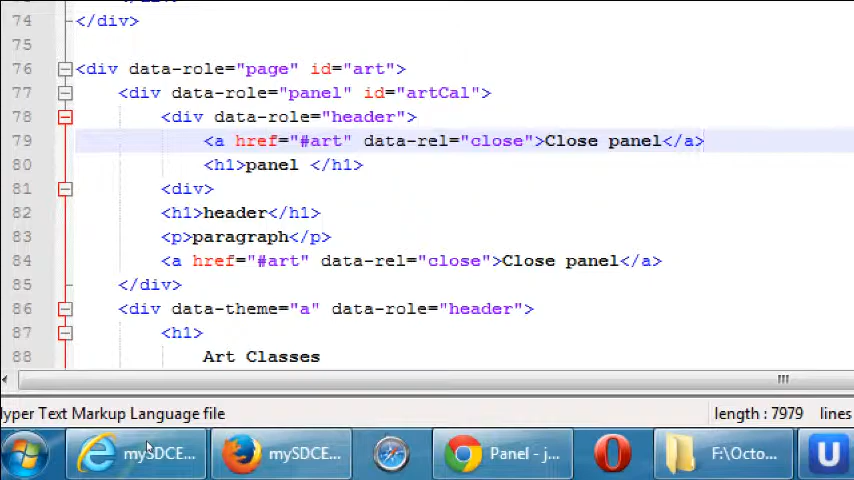 74 </div>
75
76 <div data-role="page" id="art">
77 <div data-role="panel" id="artCal">
78 <div data-role="header">
79 <a href="#art" data-rel="close">Close panel</a>
80 <h1>panel </h1>
81 <div>
82 <h1>header</h1>
83 <p>paragraph</p>
84 <a href="#art" data-rel="close">Close panel</a>
85 </div>
86 <div data-theme="a" data-role="header">
87 <h1>
88 Art Classes
yper Text Markup Language file length : 7979 lines
mySDCE... mySDCE... Panel - j... F:\Octo...